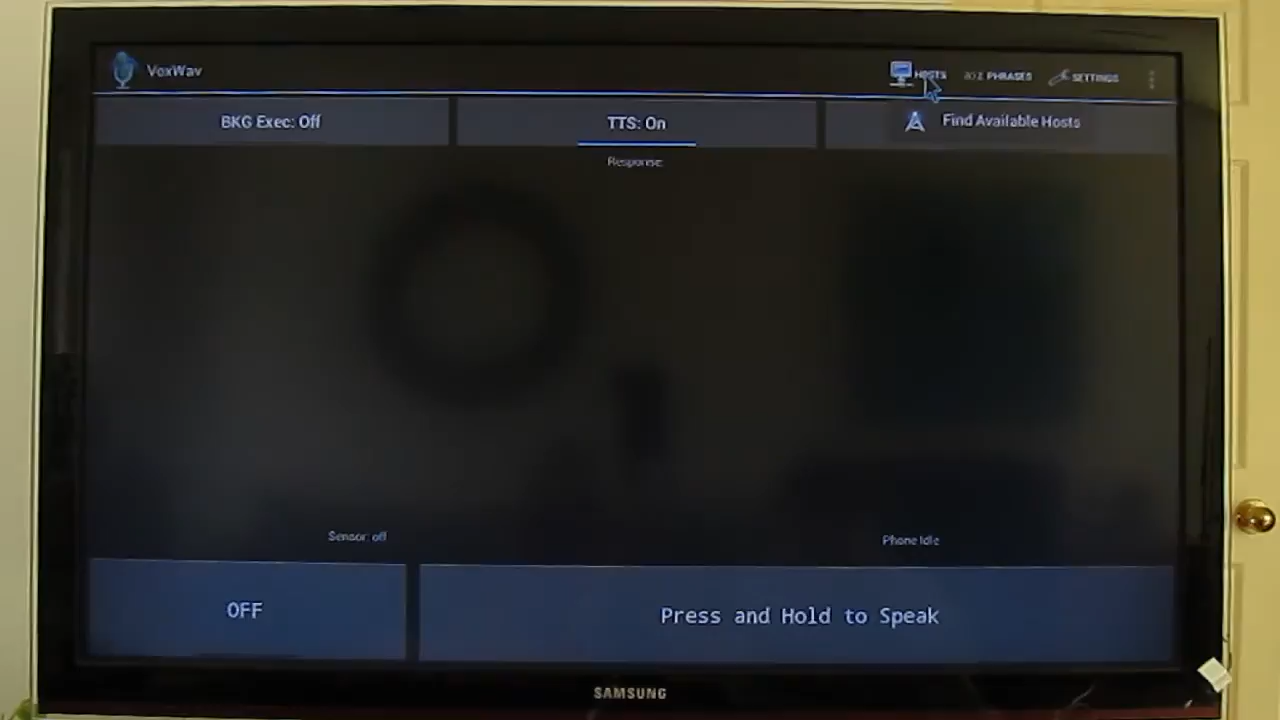 VoxWav
HOSTS
PHRASES
SETTINGS
BKG Exec: Off
TTS: On
Find Available Hosts
Response:
Sensor: off
Phone Idle
OFF
Press and Hold to Speak
SAMSUNG